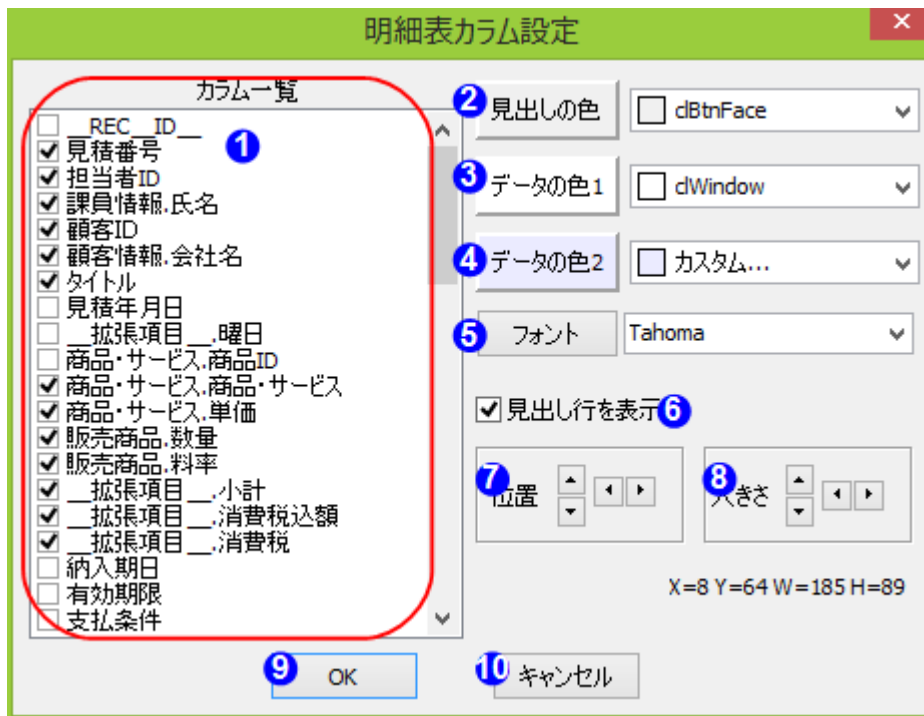 明細表カラム設定
カラム一覧
__REC__ID__
1
見積番号
担当者ID
課員情報.氏名
顧客ID
顧客情報.会社名
タイトル
見積年月日
__拡張項目__.曜日
商品・サービス.商品ID
商品・サービス.商品・サービス
商品・サービス.単価
販売商品.数量
販売商品.料率
__拡張項目__.小計
__拡張項目__.消費税込額
__拡張項目__.消費税
納入期日
有効期限
支払条件
2 見出しの色 clBtnFace
3 データの色1 clWindow
4 データの色2 カスタム...
5 フォント Tahoma
見出し行を表示 6
7 位置
8 大きさ
X=8 Y=64 W=185 H=89
9 OK
10 キャンセル